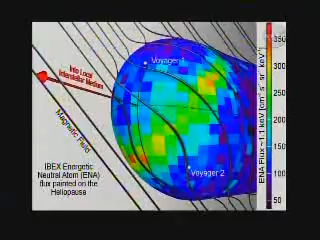 Voyager 1
Into Local
Interstellar Medium
Magnetic Field
IBEX Energetic
Neutral Atom (ENA)
flux painted on the
Heliopause
Voyager 2
ENA Flux ~1.1 keV [cm² s sr keV]⁻¹
350
300
250
200
150
100
50